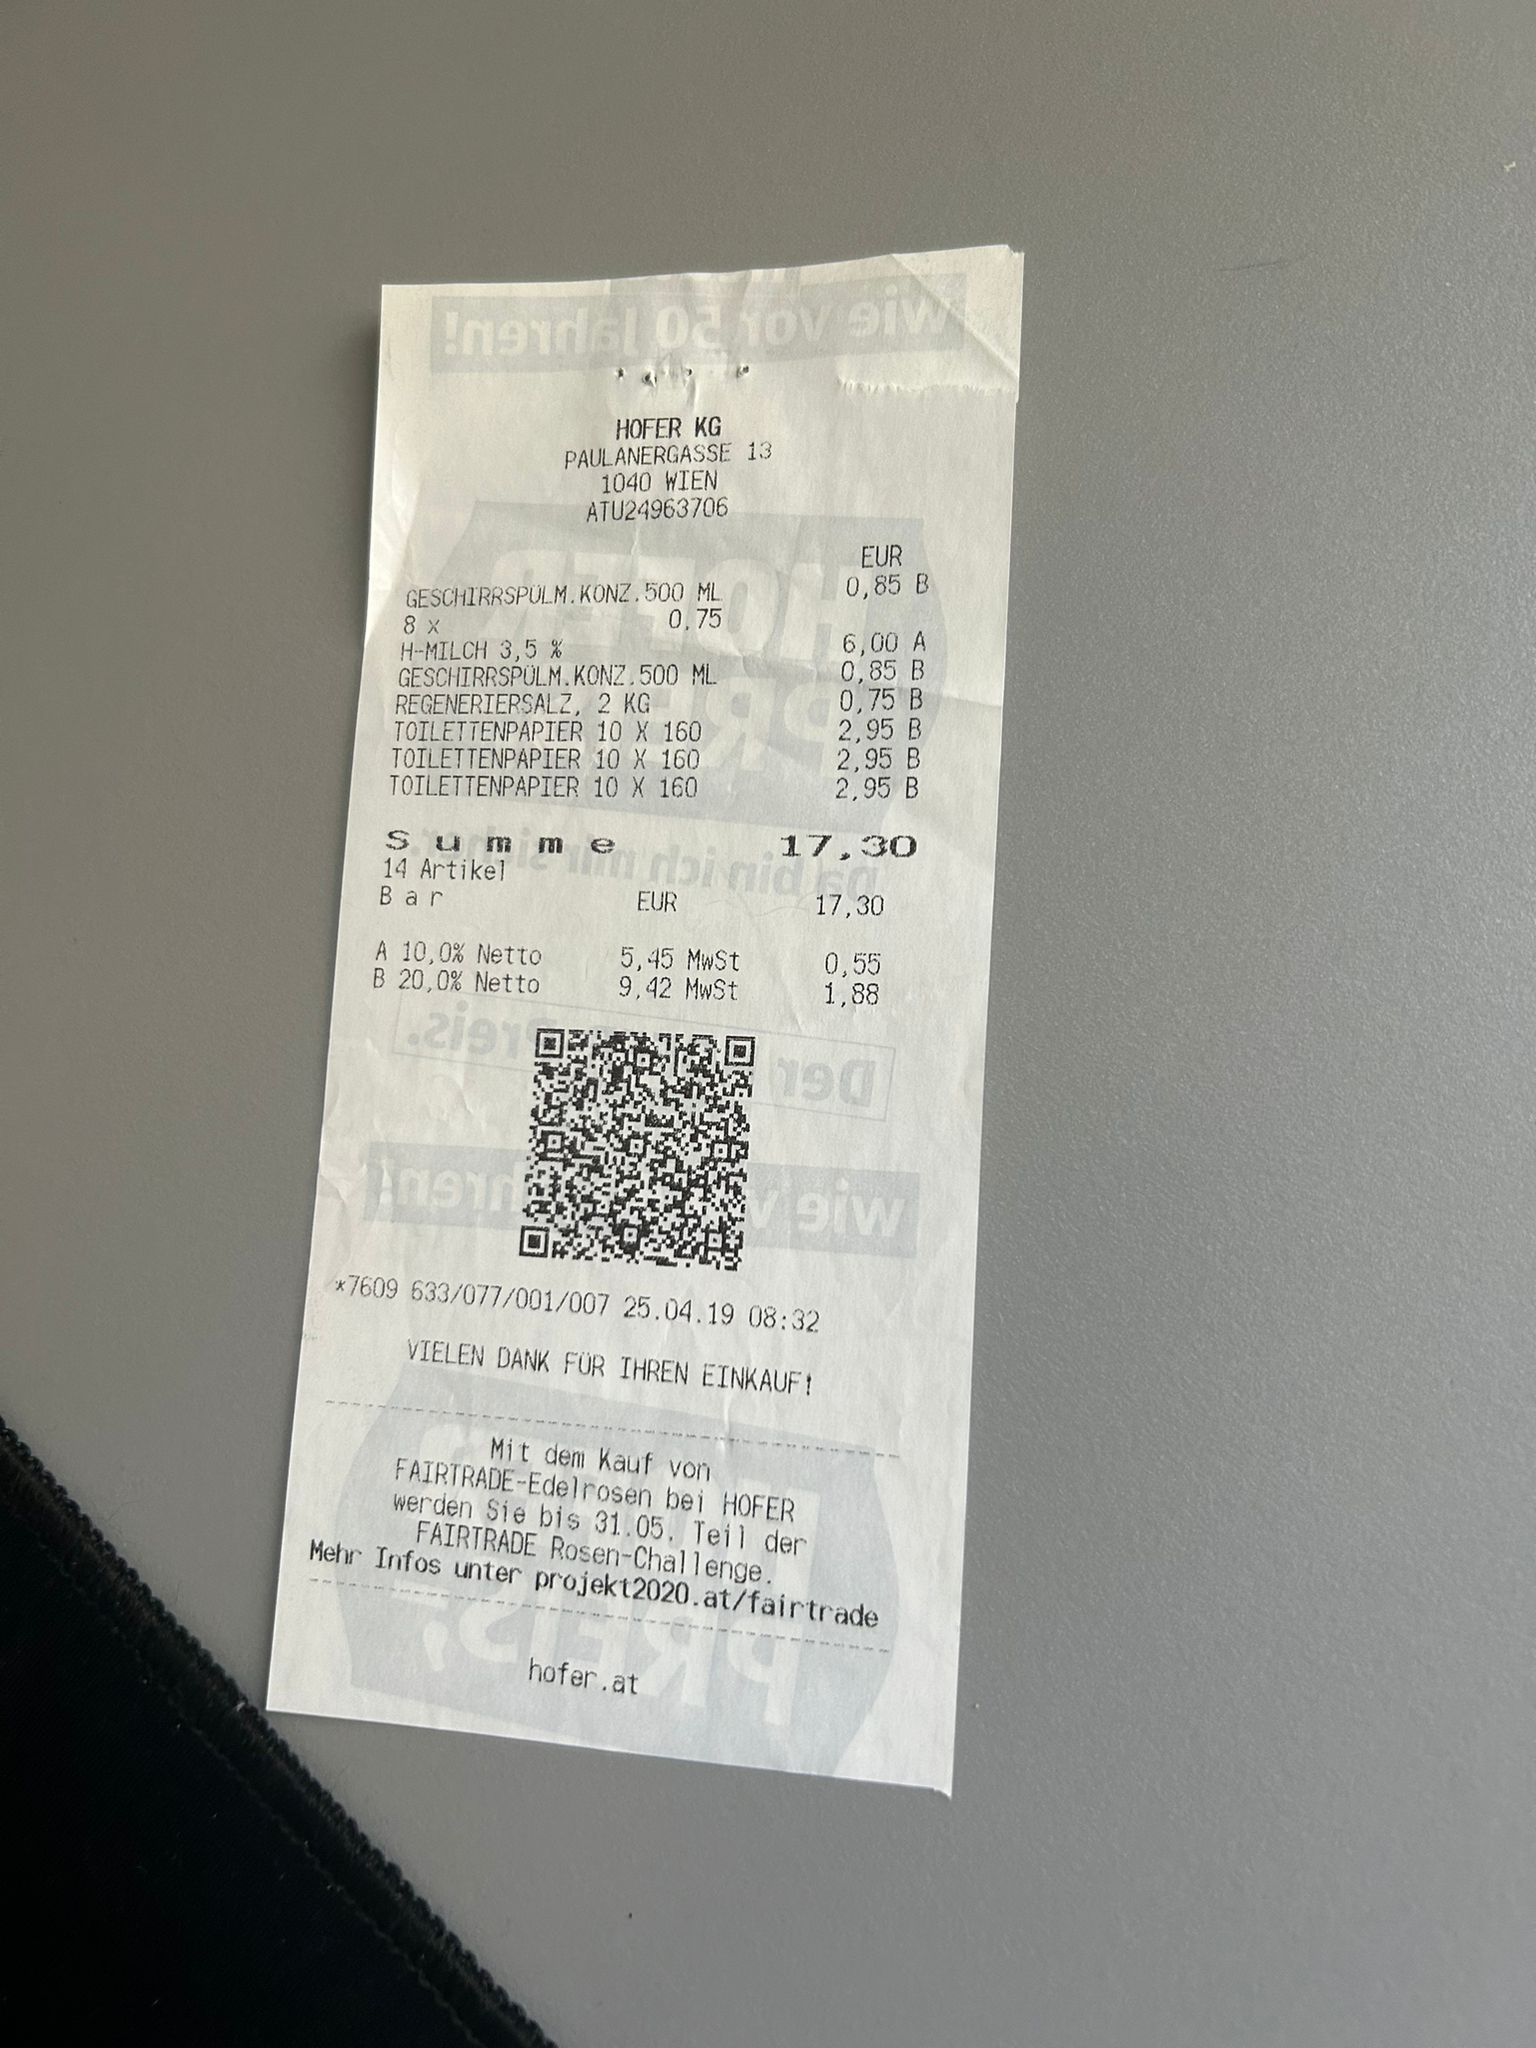 wie vor 50 Jahren!
HOFER KG
PAULANERGASSE 13
1040 WIEN
ATU24963706
EUR
GESCHIRRSPÜLM.KONZ.500 ML 0,85 B
8 x 0,75
H-MILCH 3,5 % 6,00 A
GESCHIRRSPÜLM.KONZ.500 ML 0,85 B
REGENERIERSALZ, 2 KG 0,75 B
TOILETTENPAPIER 10 X 160 2,95 B
TOILETTENPAPIER 10 X 160 2,95 B
TOILETTENPAPIER 10 X 160 2,95 B
Summe 17,30
14 Artikel
Bar EUR 17,30
A 10,0% Netto 5,45 MwSt 0,55
B 20,0% Netto 9,42 MwSt 1,88
*7609 633/077/001/007 25.04.19 08:32
VIELEN DANK FÜR IHREN EINKAUF!
Mit dem Kauf von
FAIRTRADE-Edelrosen bei HOFER
werden Sie bis 31.05. Teil der
FAIRTRADE Rosen-Challenge.
Mehr Infos unter projekt2020.at/fairtrade
hofer.at